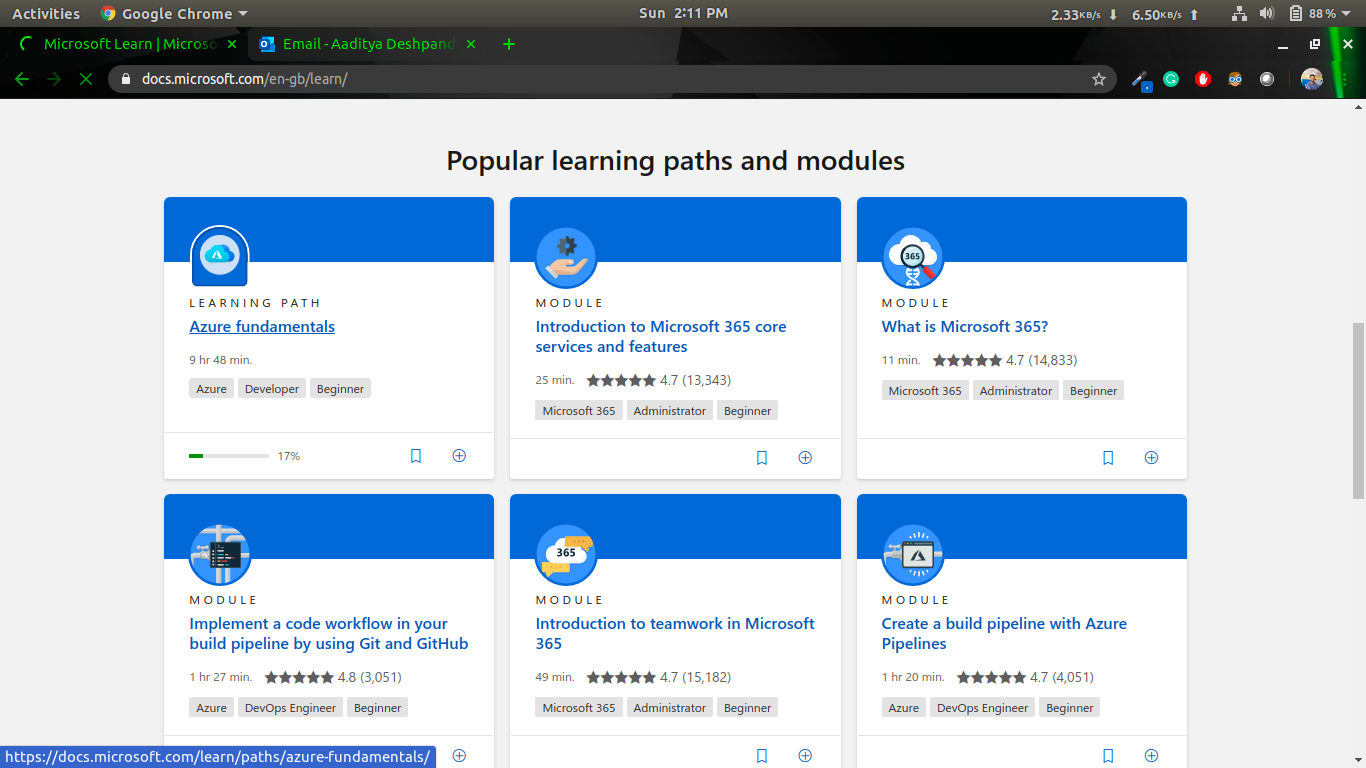 Activities
Google Chrome
Sun 2:11 PM
2.33KB/s
6.50KB/s
88 %
Microsoft Learn | Microso
Email - Aaditya Deshpand
docs.microsoft.com/en-gb/learn/
Popular learning paths and modules
LEARNING PATH
Azure fundamentals
9 hr 48 min.
Azure Developer Beginner
17%
MODULE
Introduction to Microsoft 365 core
services and features
25 min. 4.7 (13,343)
Microsoft 365 Administrator Beginner
365
MODULE
What is Microsoft 365?
11 min. 4.7 (14,833)
Microsoft 365 Administrator Beginner
MODULE
Implement a code workflow in your
build pipeline by using Git and GitHub
1 hr 27 min. 4.8 (3,051)
Azure DevOps Engineer Beginner
365
MODULE
Introduction to teamwork in Microsoft
365
49 min. 4.7 (15,182)
Microsoft 365 Administrator Beginner
MODULE
Create a build pipeline with Azure
Pipelines
1 hr 20 min. 4.7 (4,051)
Azure DevOps Engineer Beginner
https://docs.microsoft.com/learn/paths/azure-fundamentals/